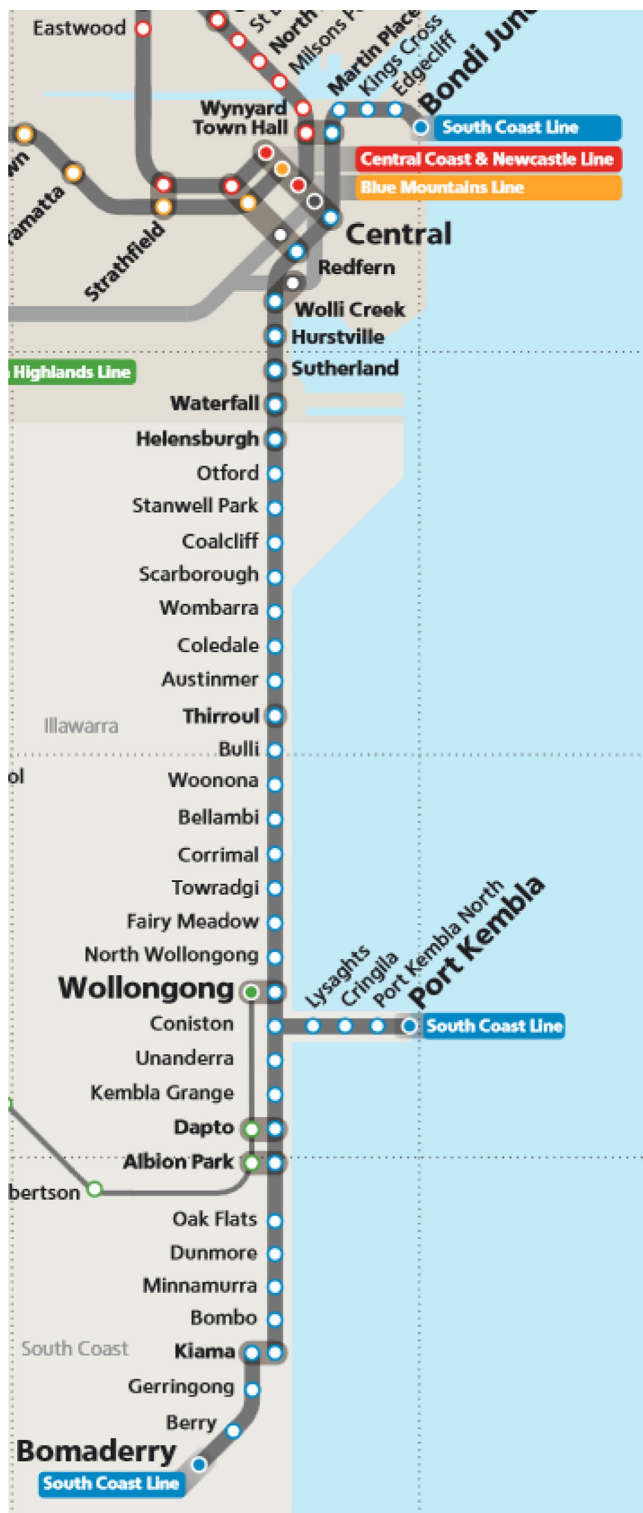 Eastwood
Martin Place
Kings Cross
Edgecliff
Wynyard
Town Hall
South Coast Line
Central Coast & Newcastle Line
Blue Mountains Line
Strathfield
Central
Redfern
Wolli Creek
Hurstville
Sutherland
Highlands Line
Waterfall
Helensburgh
Otford
Stanwell Park
Coalcliff
Scarborough
Wombarra
Coledale
Austinmer
Thirroul
Illawarra
Bulli
Woonona
Bellambi
Corrimal
Towradgi
Fairy Meadow
North Wollongong
Wollongong
Lysaghts
Cringila
Port Kembla North
Port Kembla
Coniston
South Coast Line
Unanderra
Kembla Grange
Dapto
Albion Park
Oak Flats
Dunmore
Minnamurra
Bombo
South Coast
Kiama
Gerringong
Berry
Bomaderry
South Coast Line